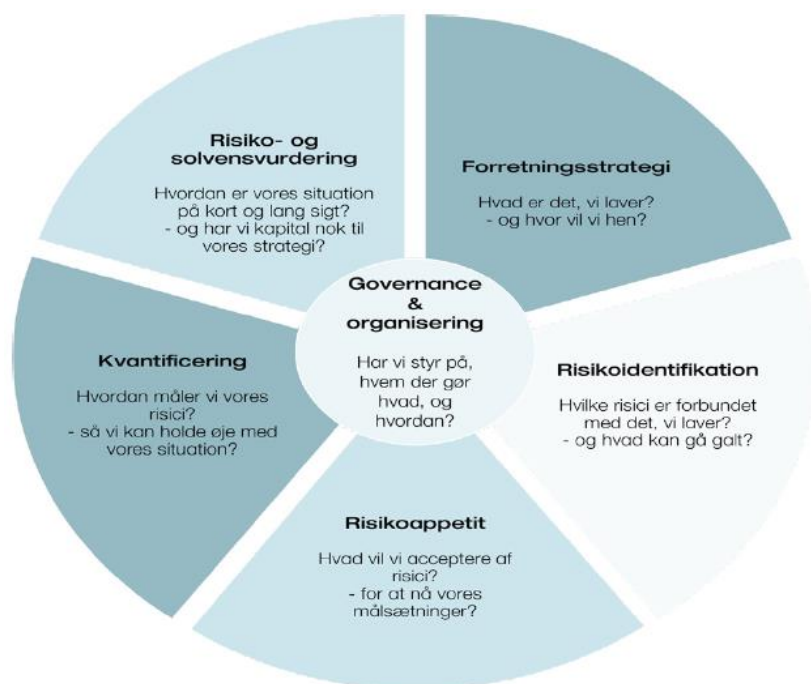 Risiko- og
solvensvurdering
Hvordan er vores situation
på kort og lang sigt?
- og har vi kapital nok til
vores strategi?
Forretningsstrategi
Hvad er det, vi laver?
- og hvor vil vi hen?
Governance
&
organisering
Har vi styr på,
hvem der gør
hvad, og
hvordan?
Kvantificering
Hvordan måler vi vores
risici?
- så vi kan holde øje med
vores situation?
Risikoidentifikation
Hvilke risici er forbundet
med det, vi laver?
- og hvad kan gå galt?
Risikoappetit
Hvad vil vi acceptere af
risici?
- for at nå vores
målsætninger?